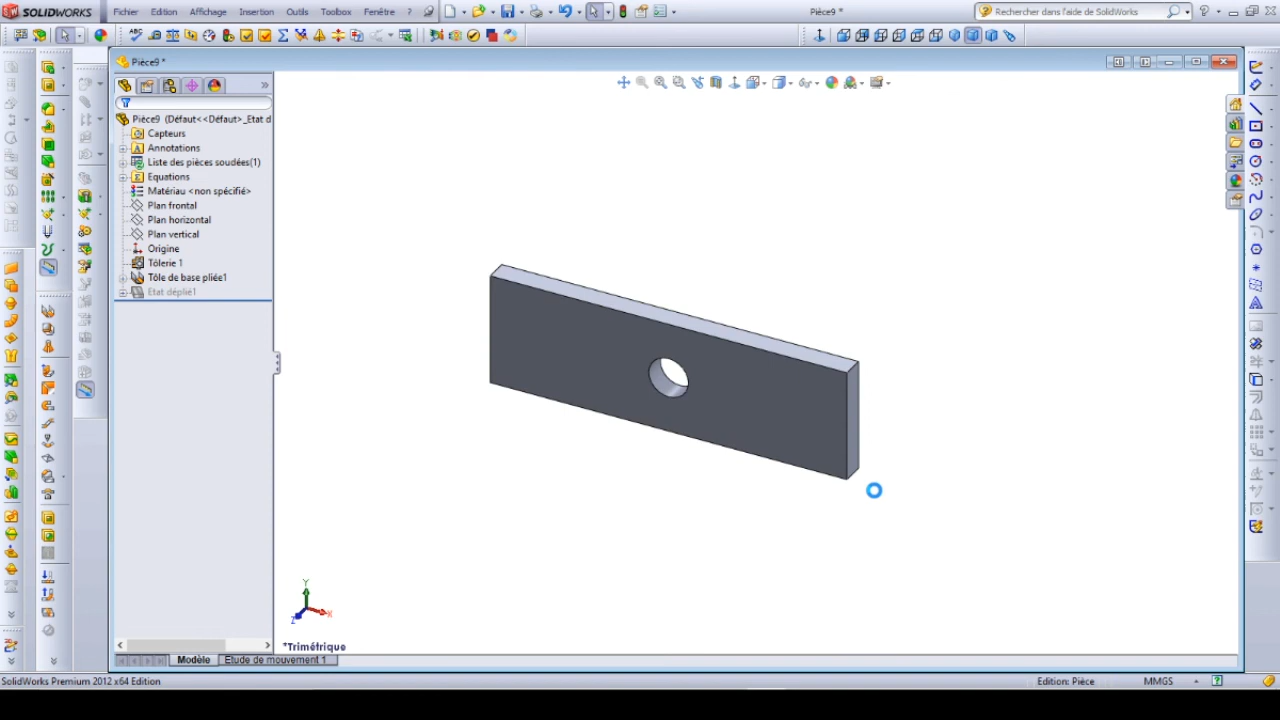 SOLIDWORKS Fichier Edition Affichage Insertion Outils Toolbox Fenêtre ? Pièce9 * Rechercher dans l'aide de SolidWorks
Pièce9 *
Pièce9 (Défaut<<Défaut>_Etat d
Capteurs
Annotations
Liste des pièces soudées(1)
Equations
Matériau <non spécifié>
Plan frontal
Plan horizontal
Plan vertical
Origine
Tôlerie 1
Tôle de base pliée1
Etat déplié1
Y
X
Z
*Trimétrique
Modèle Etude de mouvement 1
SolidWorks Premium 2012 x64 Edition Edition: Pièce MMGS